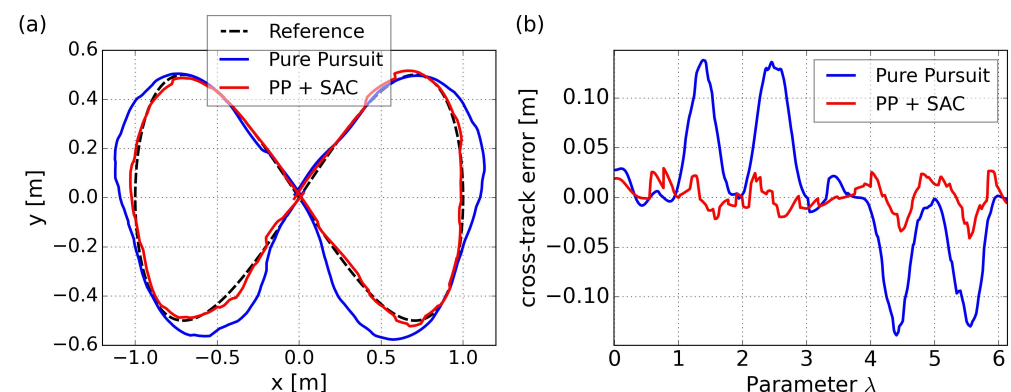 (a)
Reference
Pure Pursuit
PP + SAC
0.6
0.4
0.2
0.0
−0.2
−0.4
−0.6
y [m]
−1.0 −0.5 0.0 0.5 1.0
x [m]
(b)
Pure Pursuit
PP + SAC
0.10
0.05
0.00
−0.05
−0.10
cross-track error [m]
0 1 2 3 4 5 6
Parameter λ